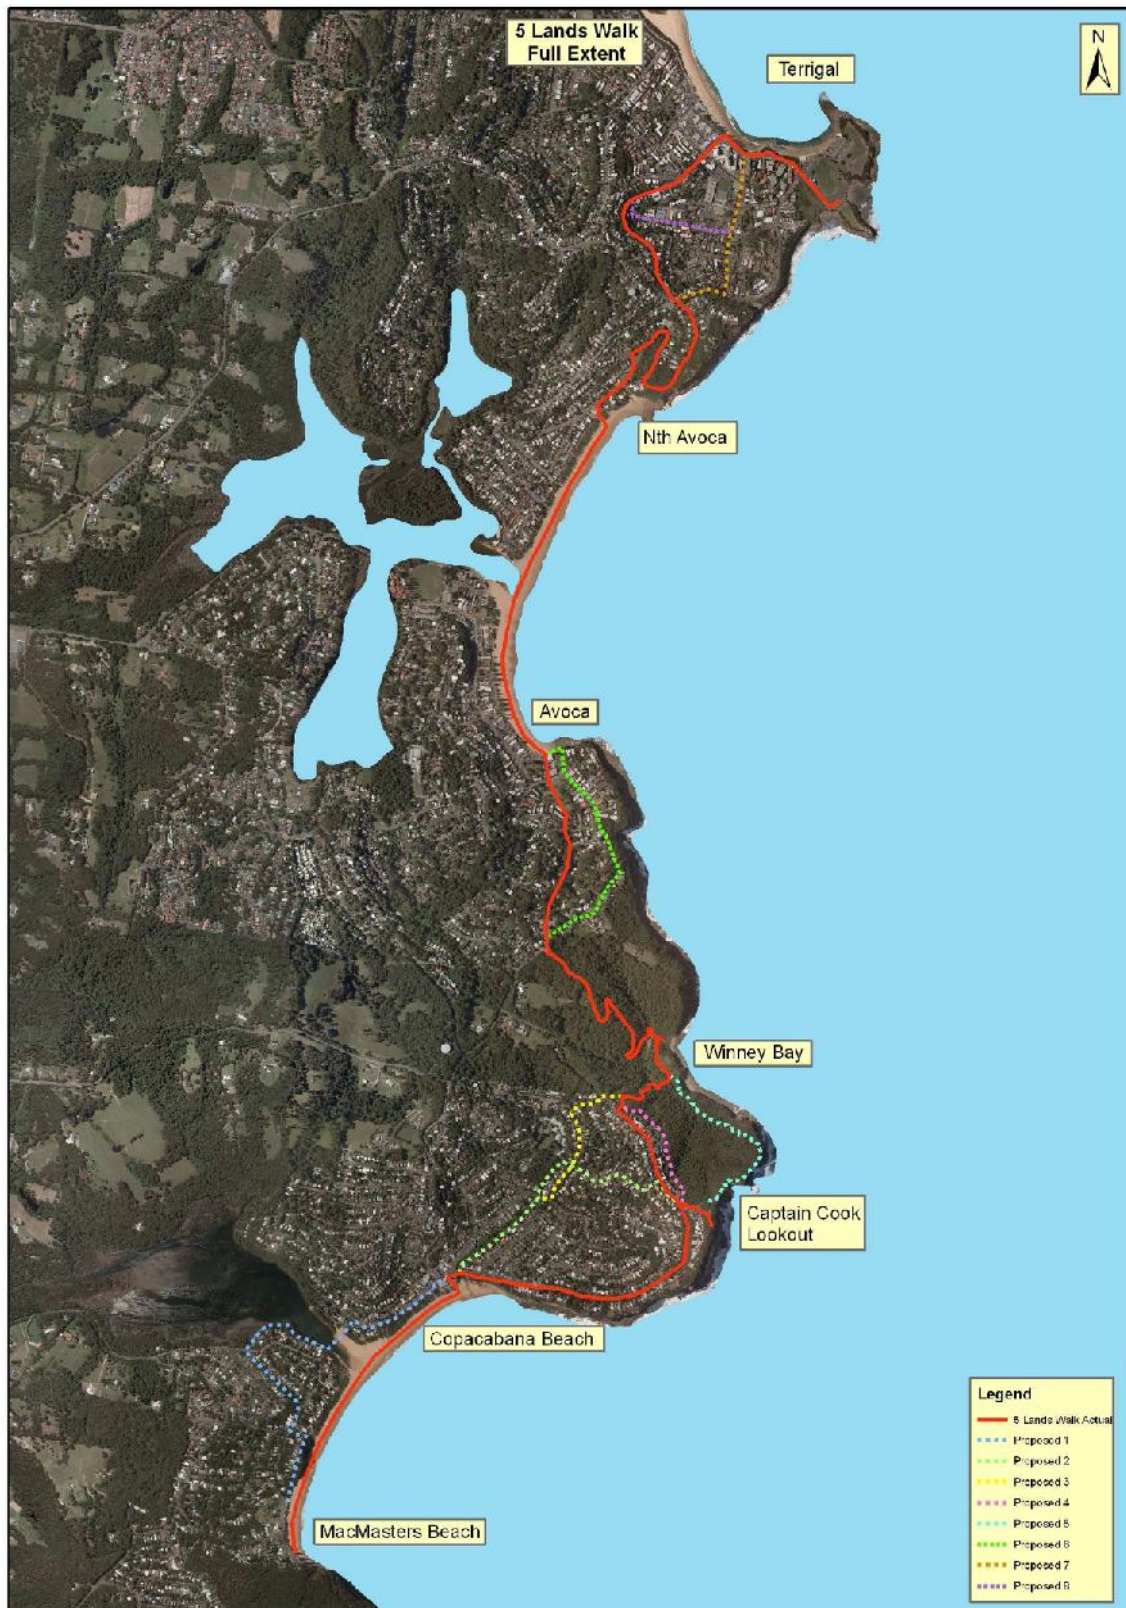 5 Lands Walk
Full Extent
N
Terrigal
Nth Avoca
Avoca
Winney Bay
Captain Cook
Lookout
Copacabana Beach
MacMasters Beach
Legend
5 Lands Walk Actual
Proposed 1
Proposed 2
Proposed 3
Proposed 4
Proposed 5
Proposed 6
Proposed 7
Proposed 8